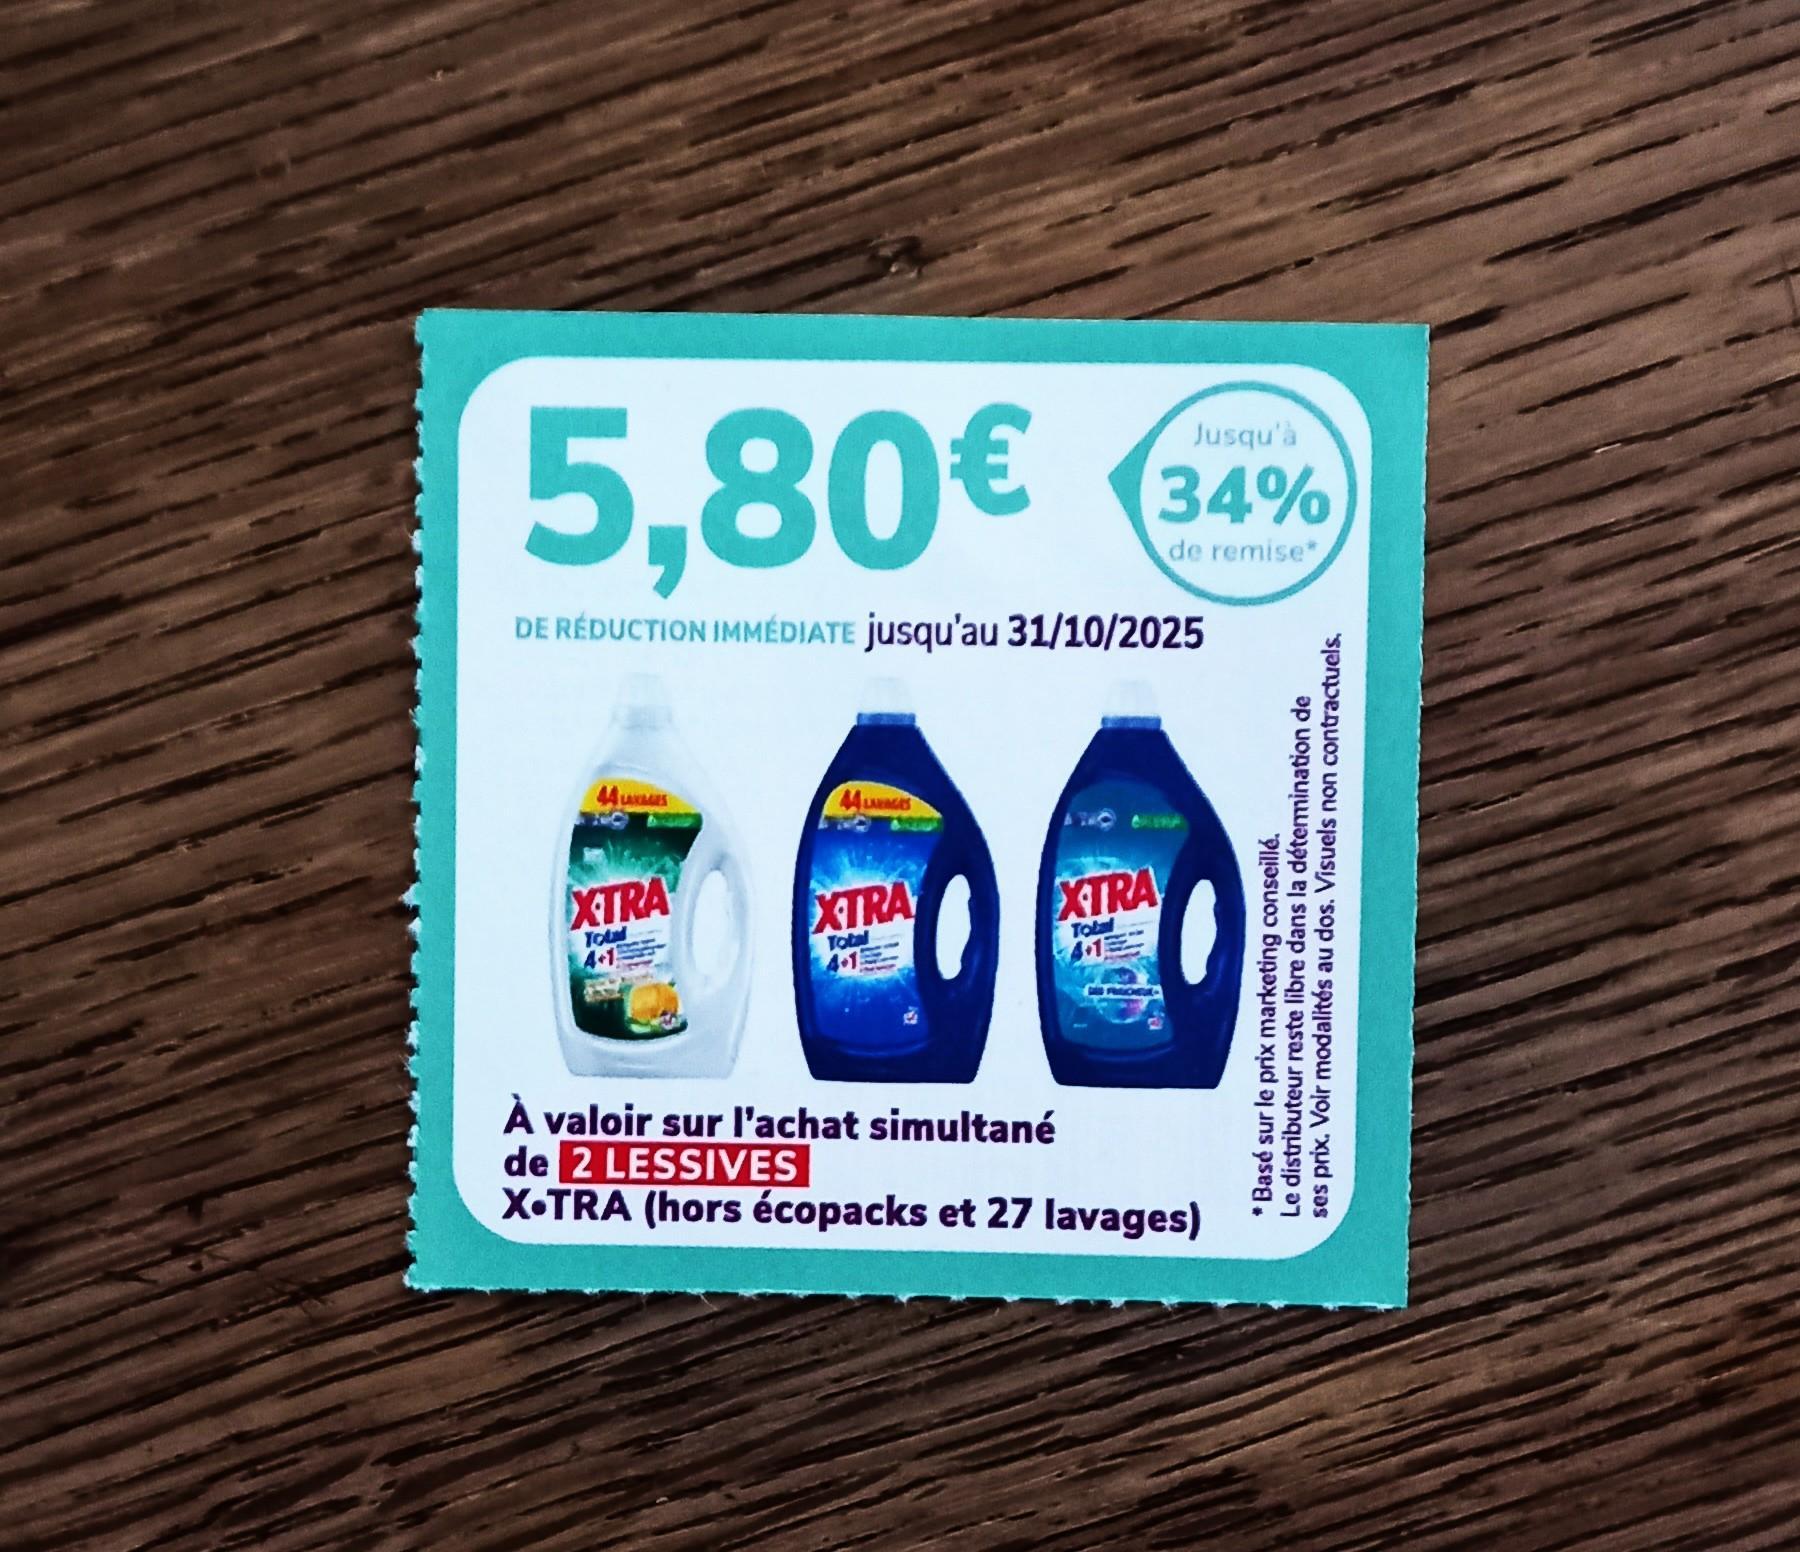 5,80€
Jusqu'à
34%
de remise*
DE RÉDUCTION IMMÉDIATE jusqu'au 31/10/2025
44 LAVAGES
X•TRA
Total
4+1
44 LAVAGES
X•TRA
Total
4+1
X•TRA
Total
4+1
À valoir sur l'achat simultané
de 2 LESSIVES
X•TRA (hors écopacks et 27 lavages)
*Basé sur le prix marketing conseillé.
Le distributeur reste libre dans la détermination de
ses prix. Voir modalités au dos. Visuels non contractuels.